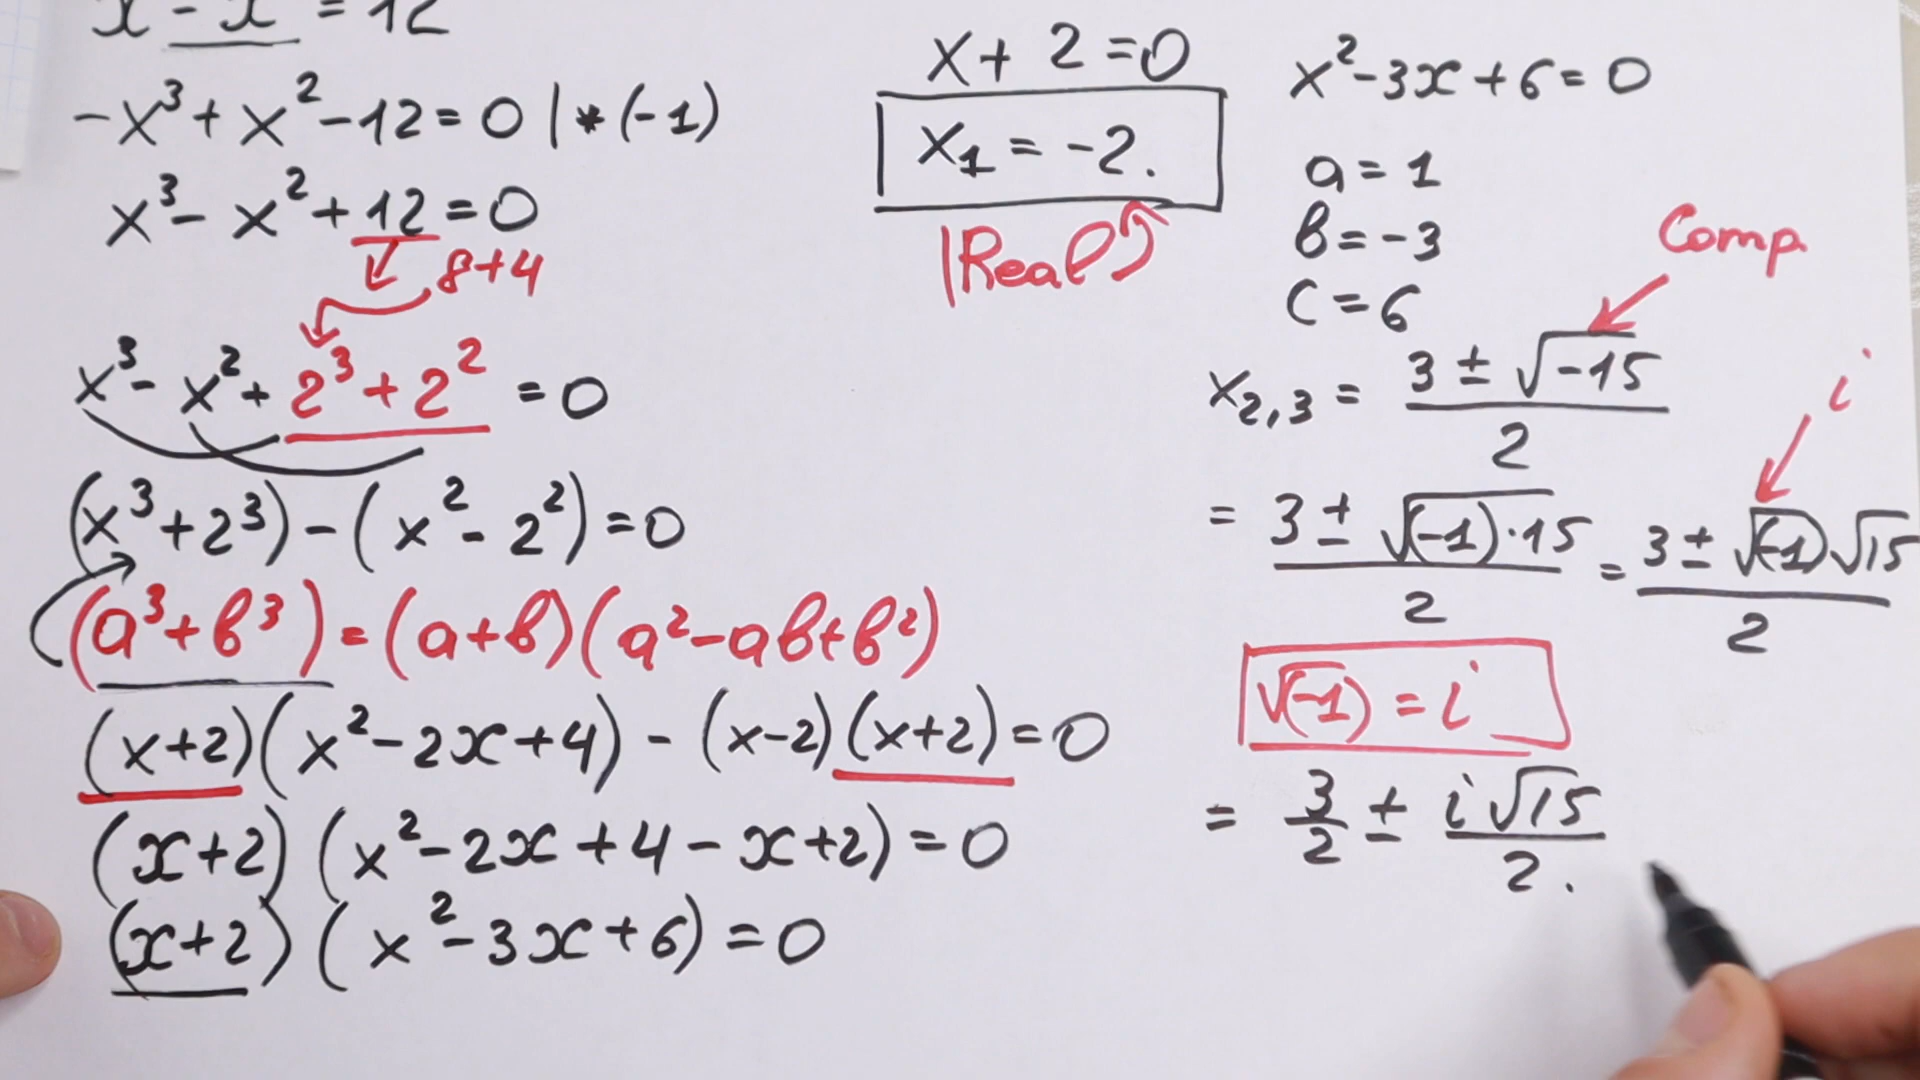 x - x = 12
-x³ + x² - 12 = 0 | * (-1)
x³ - x² + 12 = 0
8+4
x³ - x² + 2³ + 2² = 0
(x³ + 2³) - (x² - 2²) = 0
(a³ + b³) = (a+b)(a² - ab + b²)
(x+2)(x² - 2x + 4) - (x-2)(x+2) = 0
(x+2)(x² - 2x + 4 - x + 2) = 0
(x+2)(x² - 3x + 6) = 0
x + 2 = 0
x₁ = -2.
Real
x² - 3x + 6 = 0
a = 1
b = -3
c = 6
Comp.
x₂,₃ = (3 ± √-15)/2
i
= (3 ± √(-1)·15)/2 = (3 ± √(-1) √15)/2
√(-1) = i
= 3/2 ± i√15/2.